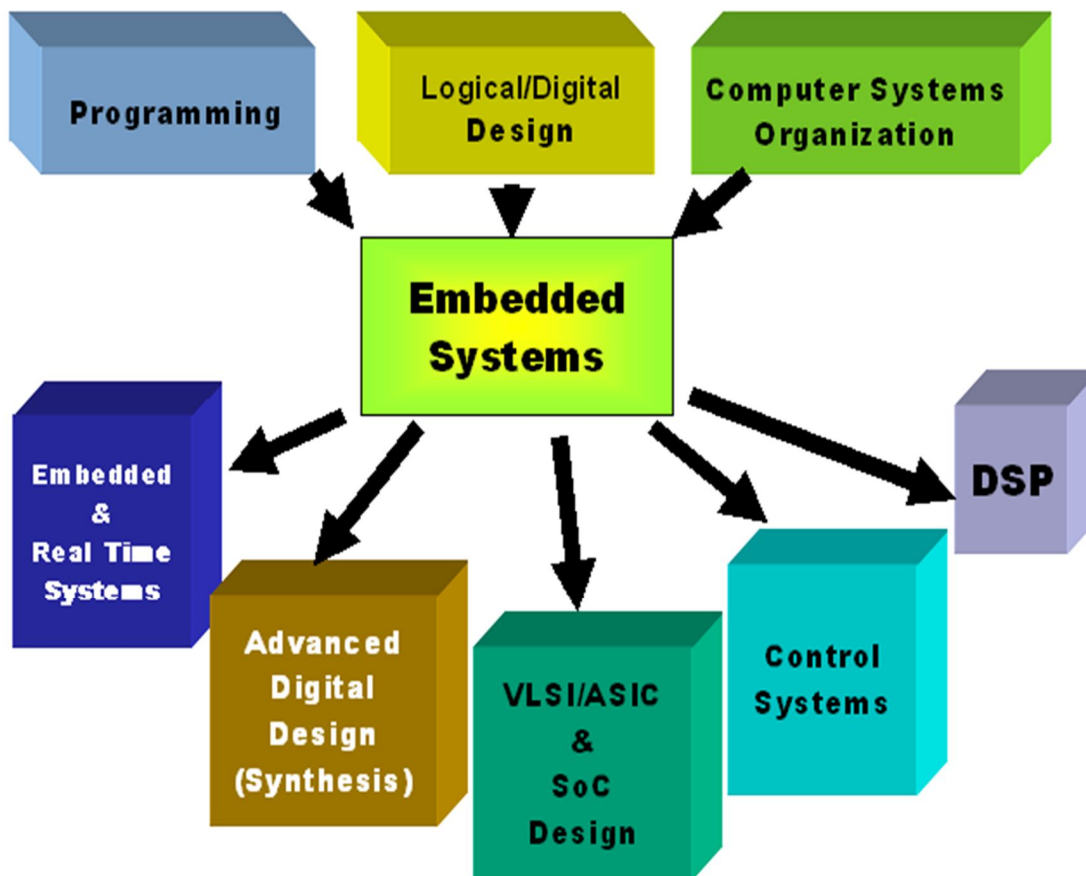 Programming
Logical/Digital
Design
Computer Systems
Organization
Embedded
Systems
Embedded
&
Real Time
Systems
Advanced
Digital
Design
(Synthesis)
VLSI/ASIC
&
SoC
Design
Control
Systems
DSP